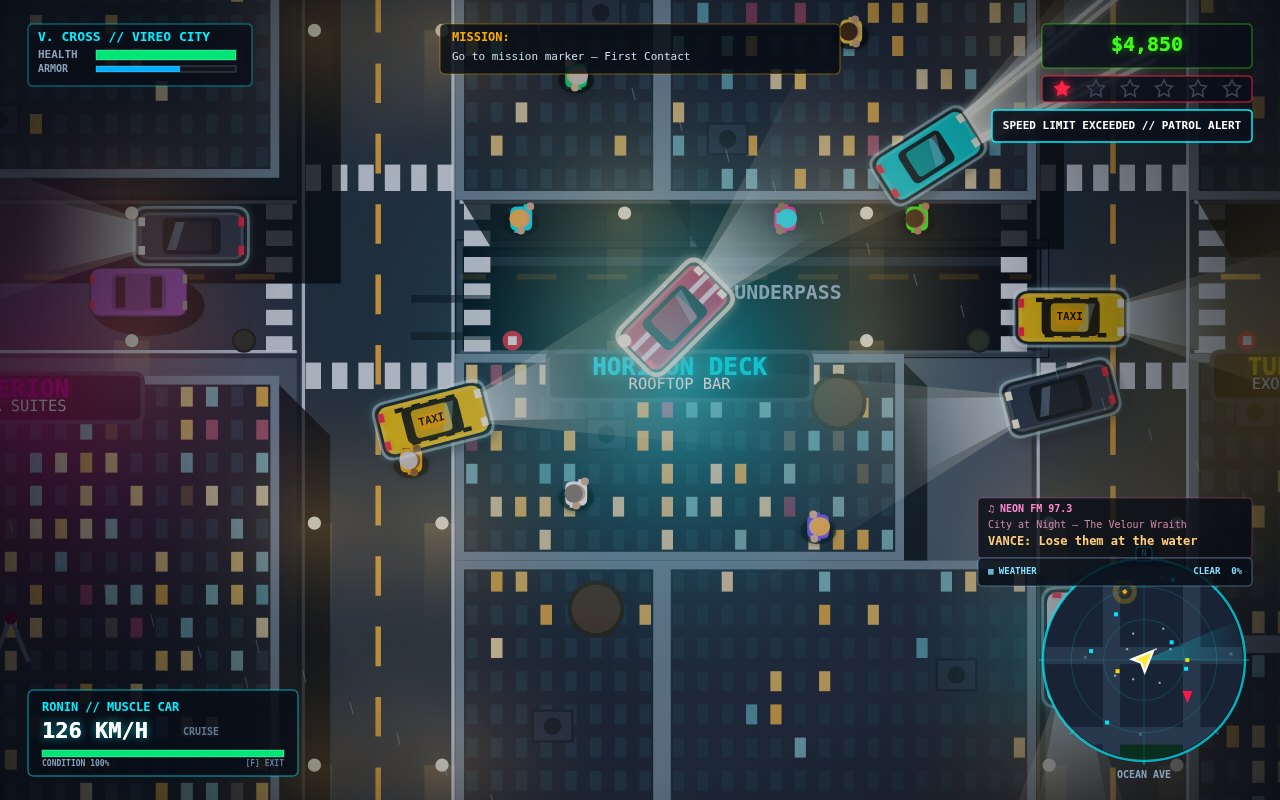 V. CROSS // VIREO CITY
HEALTH
ARMOR
MISSION:
Go to mission marker — First Contact
$4,850
SPEED LIMIT EXCEEDED // PATROL ALERT
UNDERPASS
TAXI
HORIZON DECK
ROOFTOP BAR
ERION
SUITES
TU
EXO
TAXI
♫ NEON FM 97.3
City at Night — The Velour Wraith
VANCE: Lose them at the water
N
WEATHER
CLEAR 0%
RONIN // MUSCLE CAR
126 KM/H
CRUISE
CONDITION 100%
[F] EXIT
OCEAN AVE